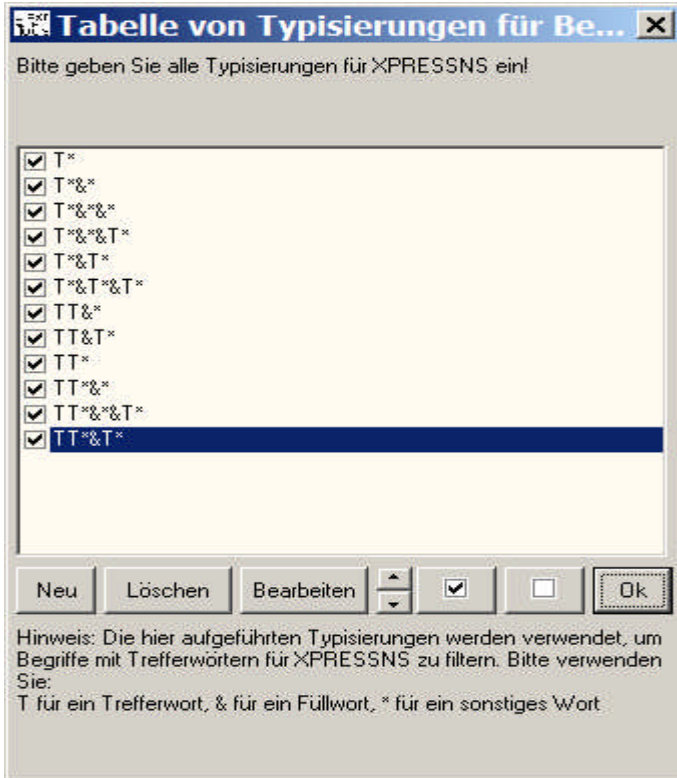 Tabelle von Typisierungen für Be...
Bitte geben Sie alle Typisierungen für XPRESSNS ein!
T*
T*&*
T*&*&*
T*&*&T*
T*&T*
T*&T*&T*
TT&*
TT&T*
TT*
TT*&*
TT*&*&T*
TT*&T*
Neu Löschen Bearbeiten Ok
Hinweis: Die hier aufgeführten Typisierungen werden verwendet, um
Begriffe mit Trefferwörtern für XPRESSNS zu filtern. Bitte verwenden
Sie:
T für ein Trefferwort, & für ein Füllwort, * für ein sonstiges Wort